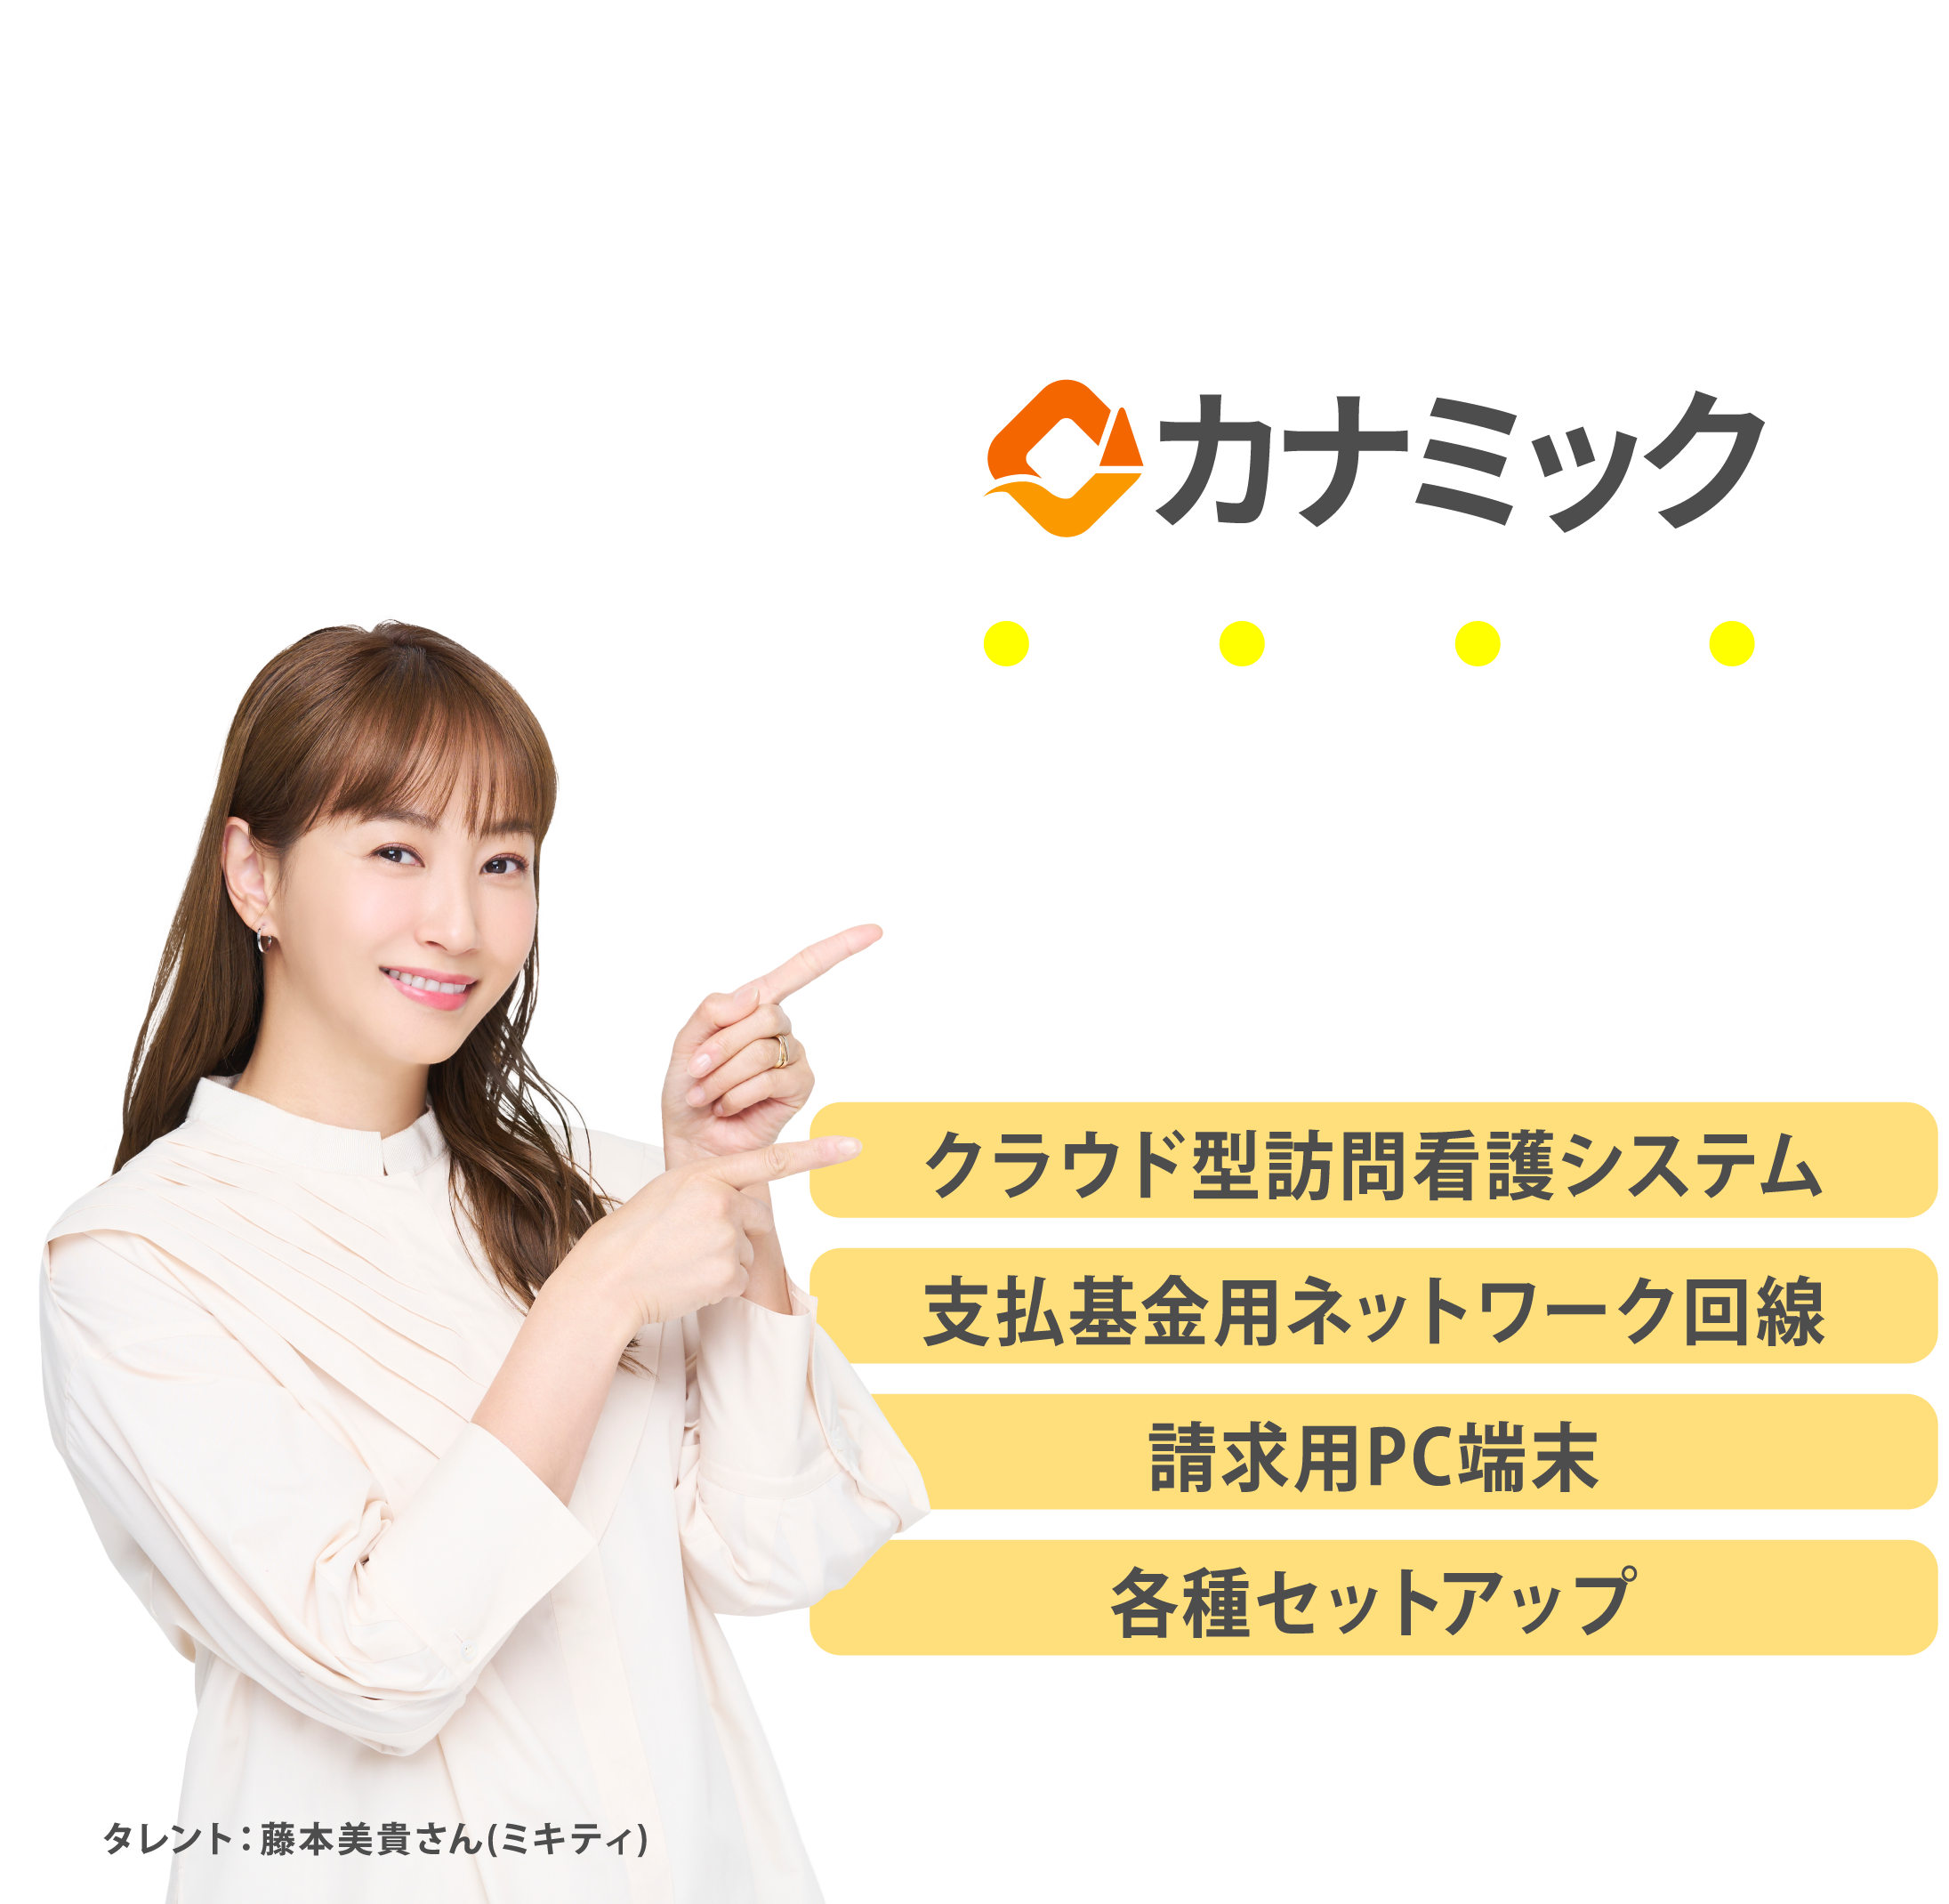 カナミック
クラウド型訪問看護システム
支払基金用ネットワーク回線
請求用PC端末
各種セットアップ
タレント：藤本美貴さん(ミキティ)